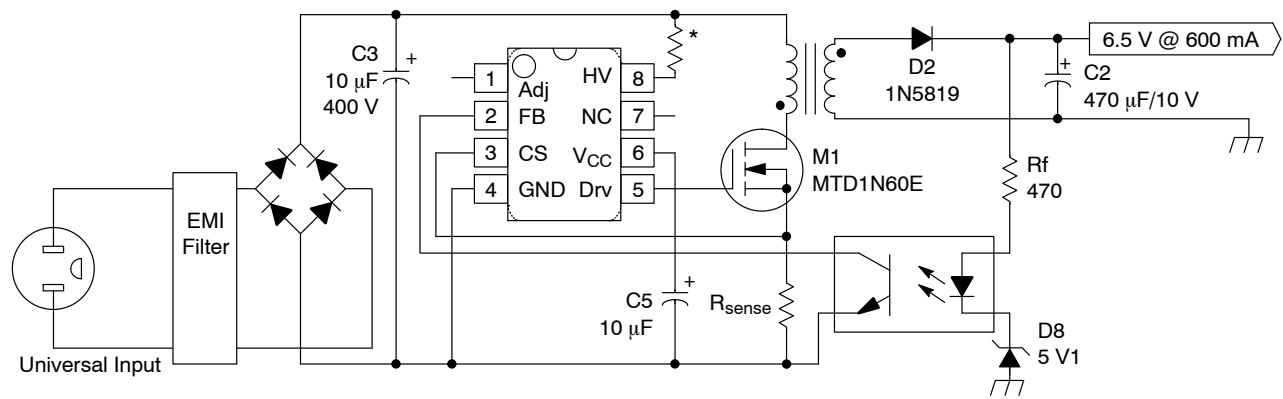 C3
10 μF
400 V
+
*
1
Adj
HV
8
2
FB
NC
7
3
CS
VCC
6
4
GND
Drv
5
M1
MTD1N60E
D2
1N5819
6.5 V @ 600 mA
+
C2
470 μF/10 V
Rf
470
EMI
Filter
Universal Input
+
C5
10 μF
Rsense
D8
5 V1